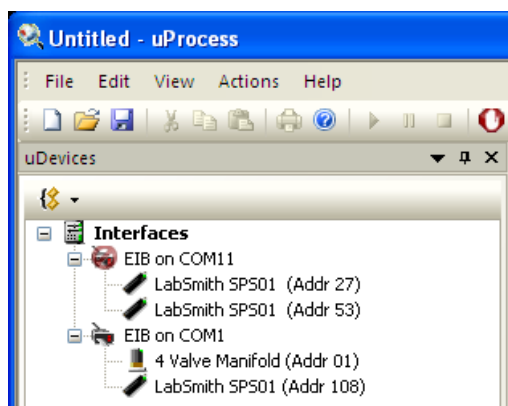 Untitled - uProcess
File Edit View Actions Help
uDevices
Interfaces
EIB on COM11
LabSmith SPS01 (Addr 27)
LabSmith SPS01 (Addr 53)
EIB on COM1
4 Valve Manifold (Addr 01)
LabSmith SPS01 (Addr 108)